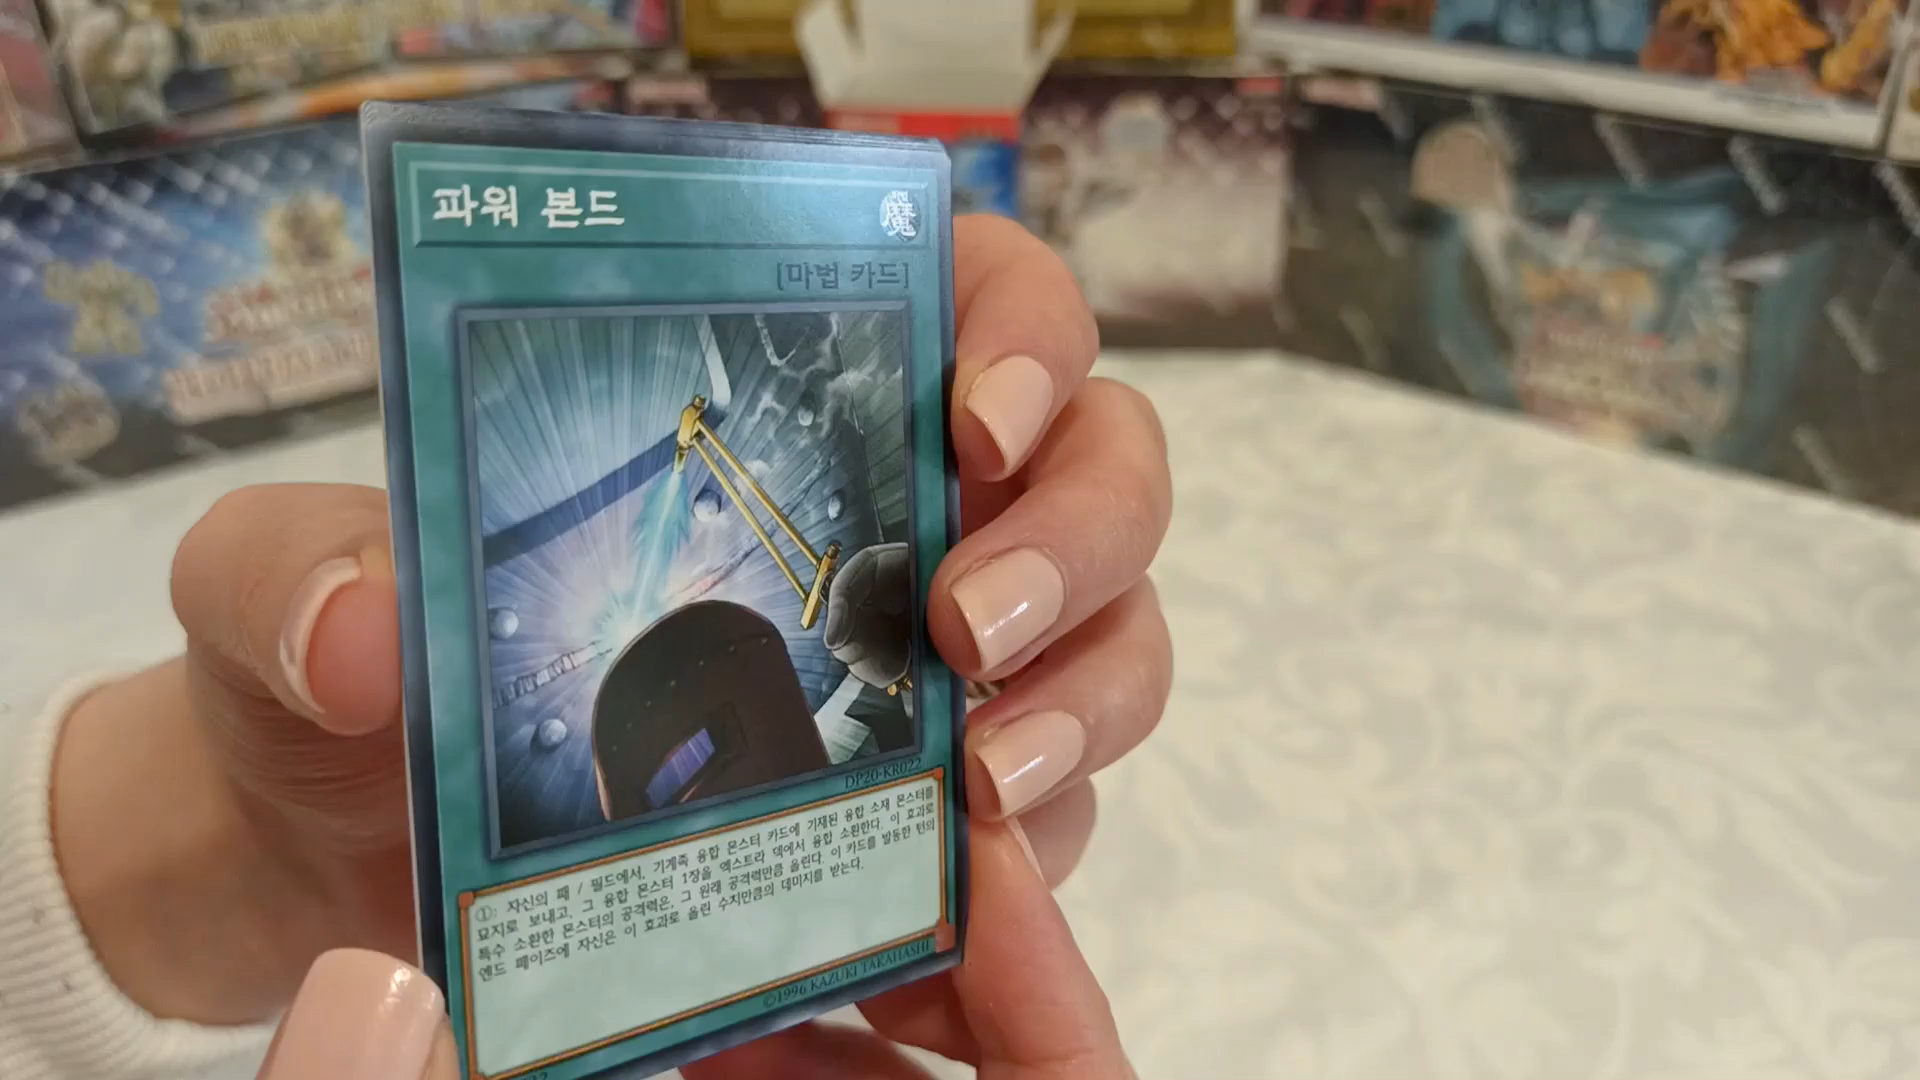 파워 본드
魔
[마법 카드]
DP20-KR022
①: 자신의 패 / 필드에서, 기계족 융합 몬스터 카드에 기재된 융합 소재 몬스터를
묘지로 보내고, 그 융합 몬스터 1장을 엑스트라 덱에서 융합 소환한다. 이 효과로
특수 소환한 몬스터의 공격력은, 그 원래 공격력만큼 올린다. 이 카드를 발동한 턴의
엔드 페이즈에 자신은 이 효과로 올린 수치만큼의 데미지를 받는다.
©1996 KAZUKI TAKAHASHI